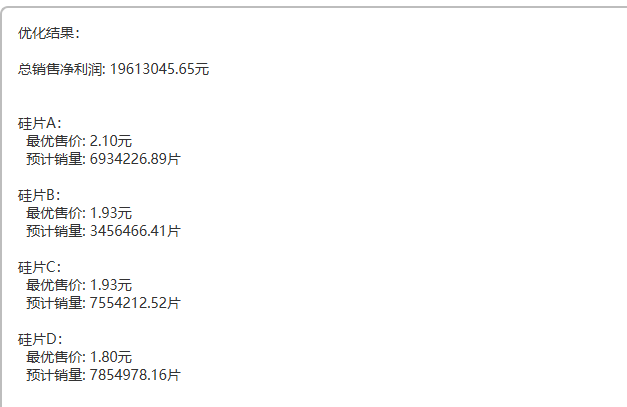 优化结果：
总销售净利润: 19613045.65元
硅片A：
最优售价: 2.10元
预计销量: 6934226.89片
硅片B：
最优售价: 1.93元
预计销量: 3456466.41片
硅片C：
最优售价: 1.93元
预计销量: 7554212.52片
硅片D：
最优售价: 1.80元
预计销量: 7854978.16片